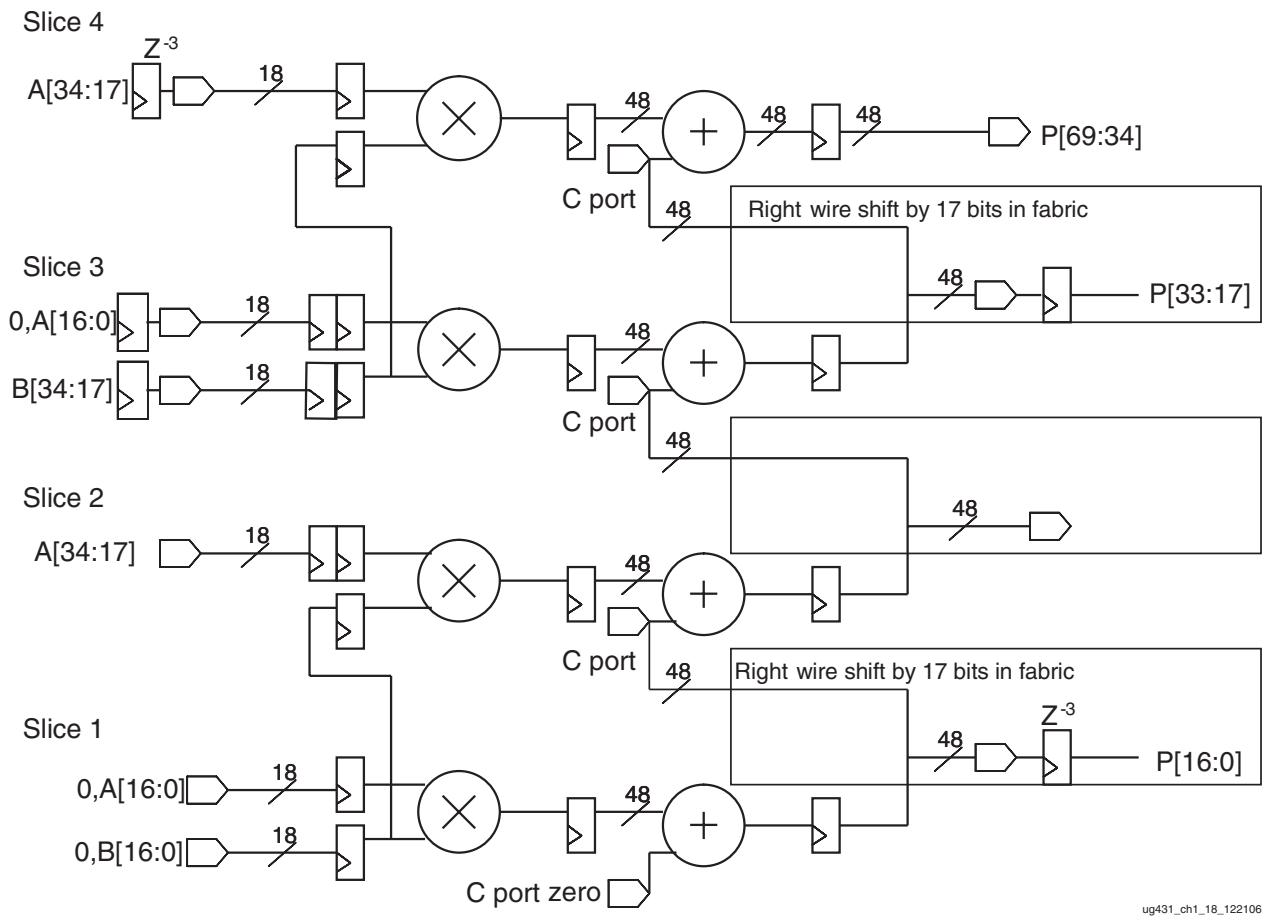 Slice 4
Z-3
A[34:17]
18
48
48
48
P[69:34]
C port
48
Right wire shift by 17 bits in fabric
Slice 3
48
P[33:17]
0,A[16:0]
18
48
B[34:17]
18
C port
48
Slice 2
48
A[34:17]
18
48
C port
48
Right wire shift by 17 bits in fabric
Slice 1
Z-3
48
P[16:0]
0,A[16:0]
18
48
0,B[16:0]
18
C port zero
ug431_ch1_18_122106